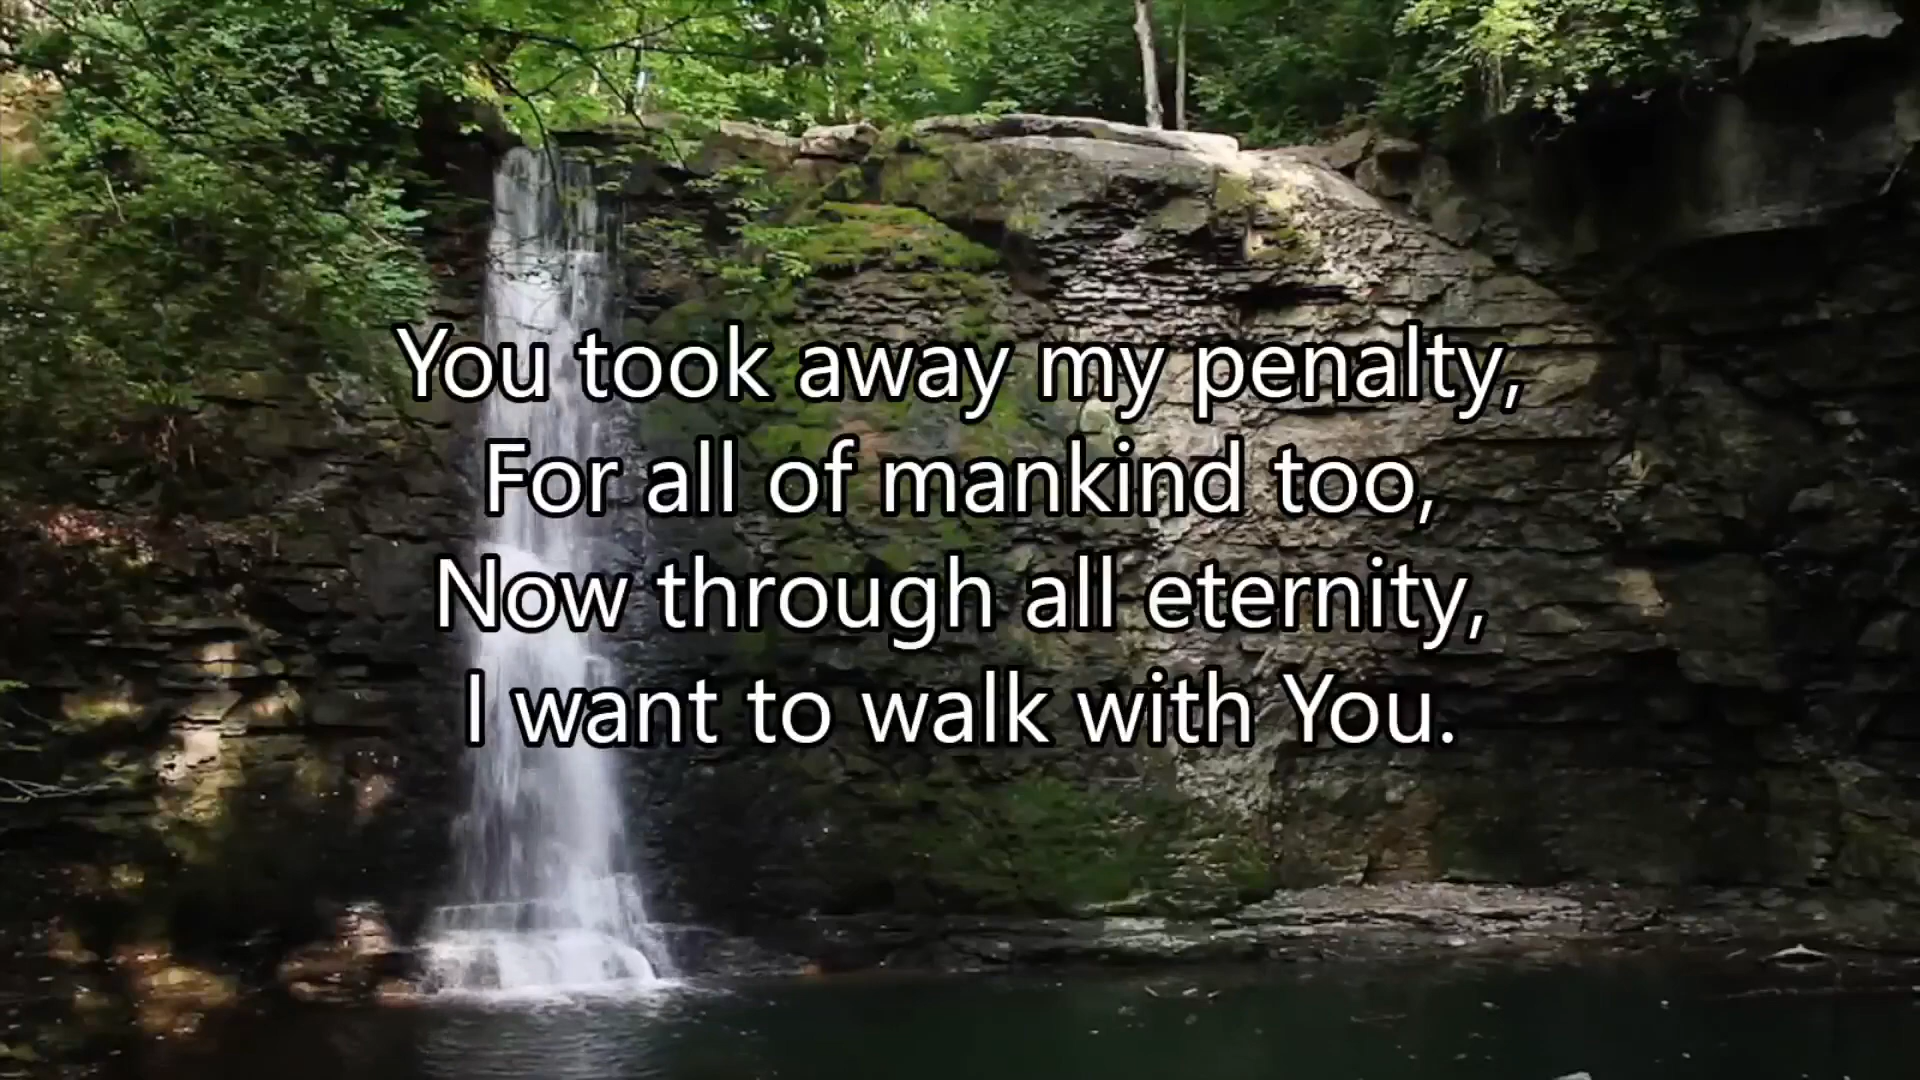 You took away my penalty,
For all of mankind too,
Now through all eternity,
I want to walk with You.